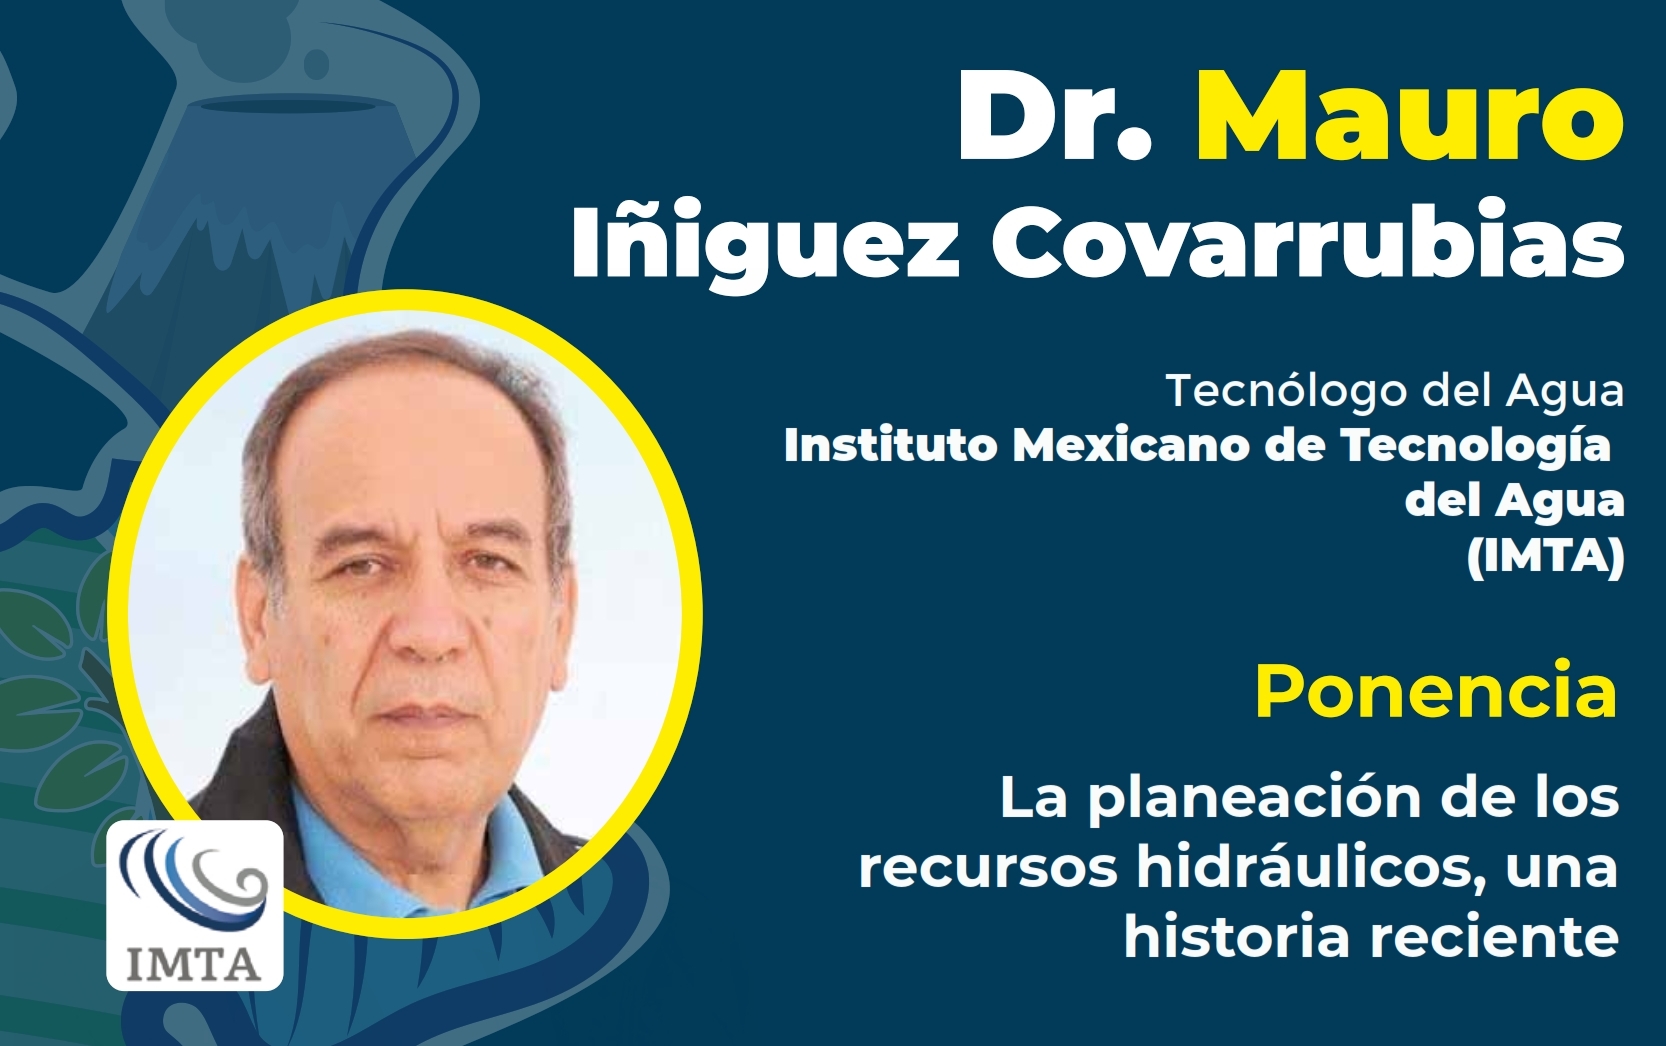 Dr. Mauro
Iñiguez Covarrubias
Tecnólogo del Agua
Instituto Mexicano de Tecnología
del Agua
(IMTA)
Ponencia
La planeación de los
recursos hidráulicos, una
historia reciente
IMTA